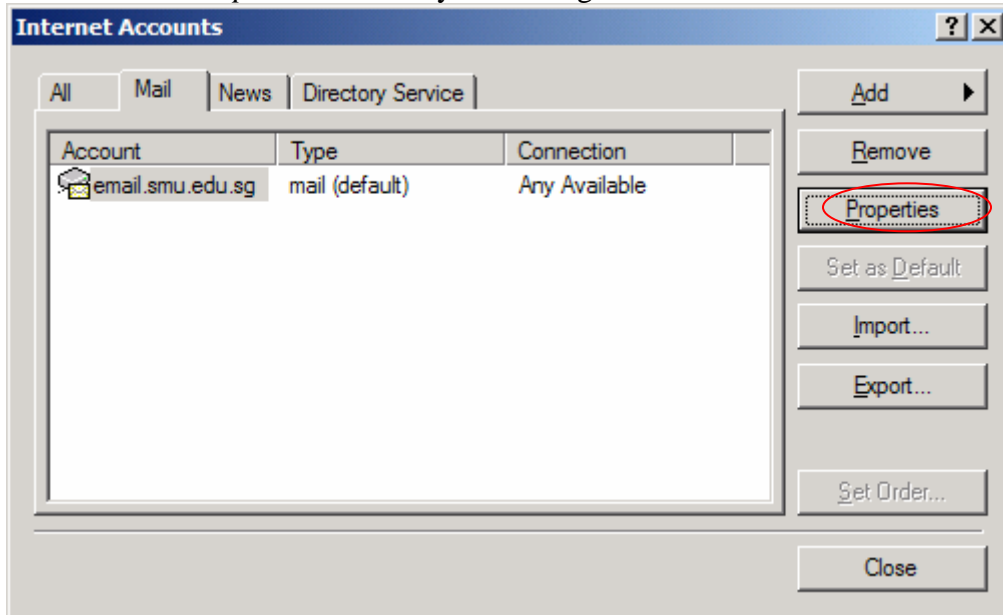 Internet Accounts
All Mail News Directory Service
Account Type Connection
email.smu.edu.sg mail (default) Any Available
Add
Remove
Properties
Set as Default
Import...
Export...
Set Order...
Close